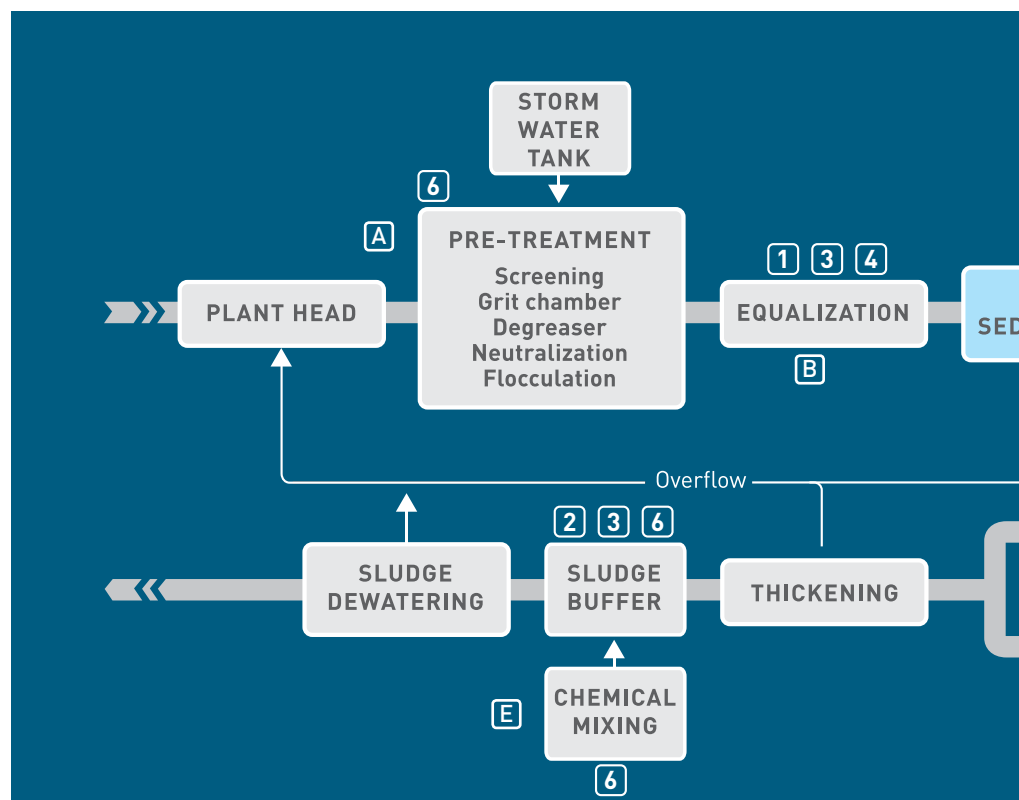 STORM
WATER
TANK
6
A
PRE-TREATMENT
Screening
Grit chamber
Degreaser
Neutralization
Flocculation
PLANT HEAD
1 3 4
EQUALIZATION
B
SED
Overflow
2 3 6
SLUDGE
DEWATERING
SLUDGE
BUFFER
THICKENING
E
CHEMICAL
MIXING
6